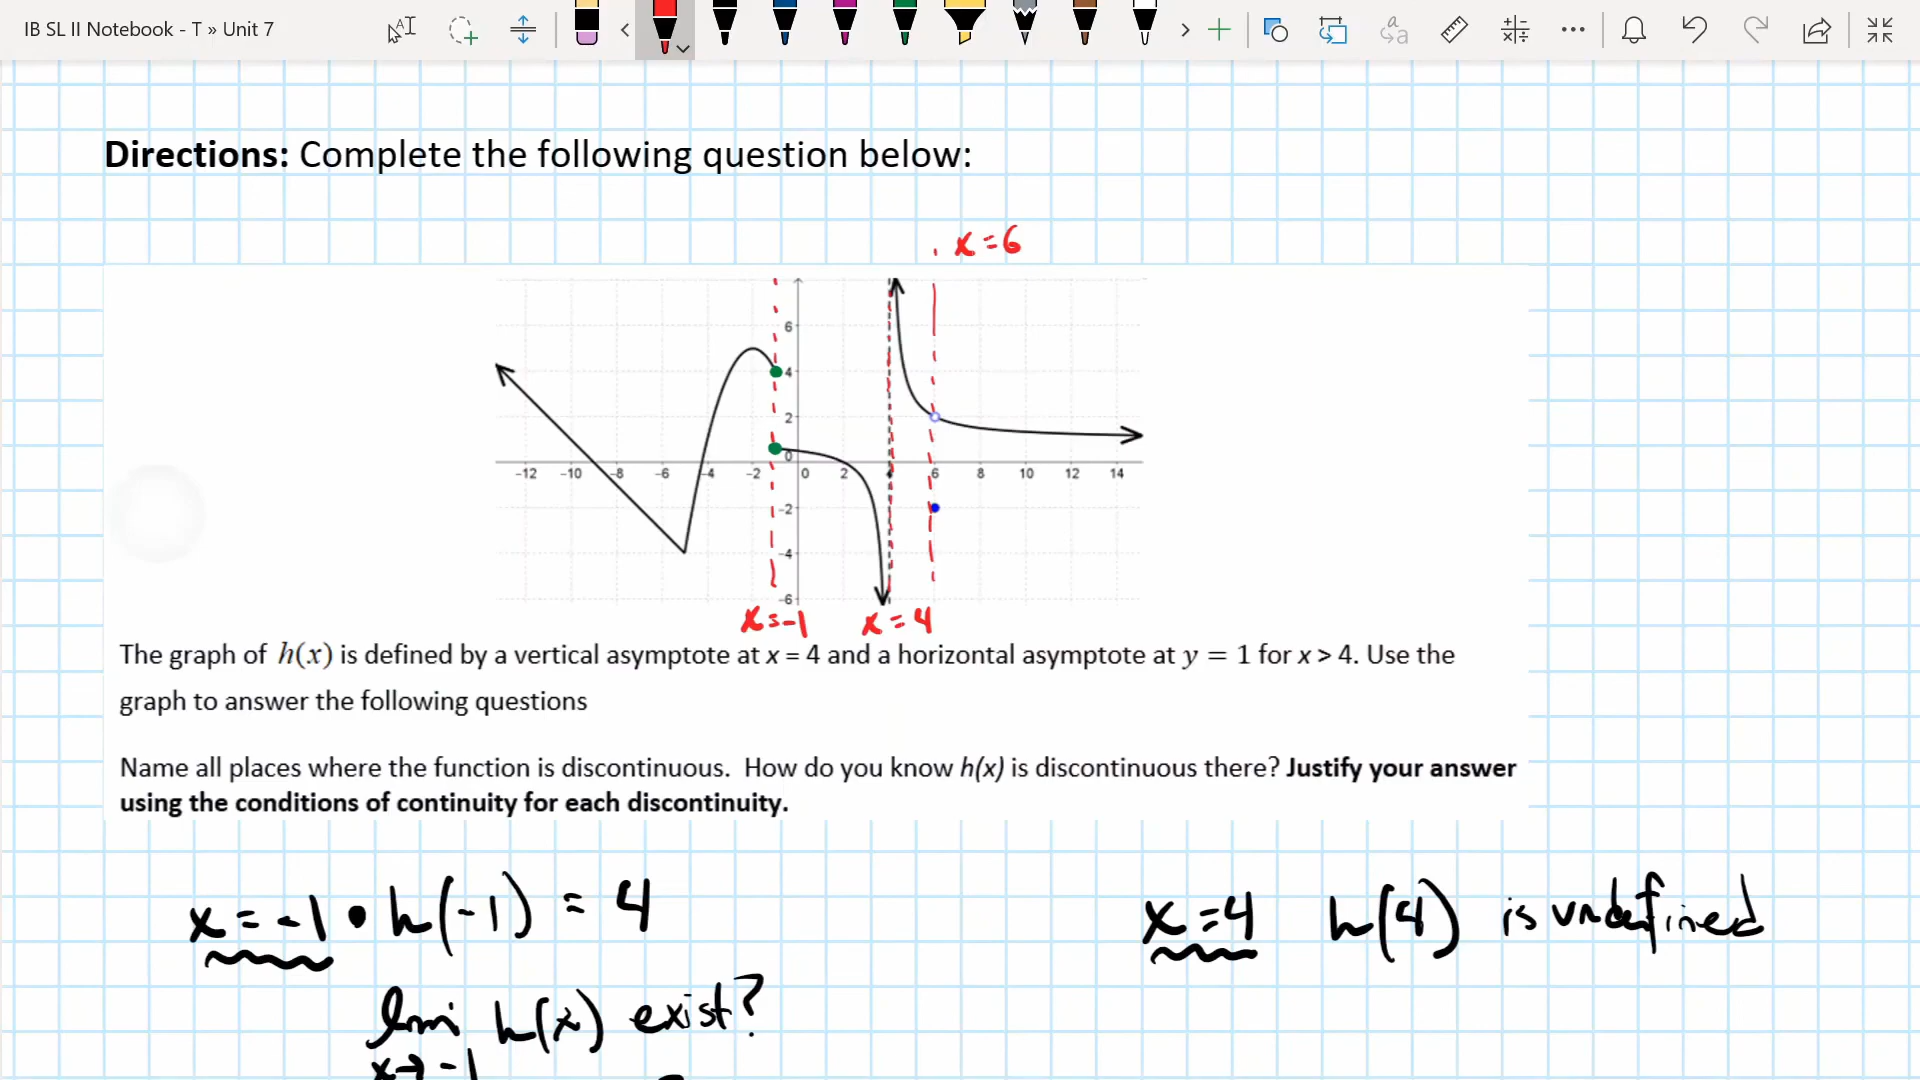 IB SL II Notebook - T » Unit 7
Directions: Complete the following question below:
x = 6
6
4
2
0
-12 -10 -8 -6 -4 -2 0 2 4 6 8 10 12 14
-2
-4
-6
x = -1 x = 4
The graph of h(x) is defined by a vertical asymptote at x = 4 and a horizontal asymptote at y = 1 for x > 4. Use the
graph to answer the following questions
Name all places where the function is discontinuous. How do you know h(x) is discontinuous there? Justify your answer
using the conditions of continuity for each discontinuity.
x = -1 • h(-1) = 4 x = 4 h(4) is undefined
lim h(x) exist?
x → -1